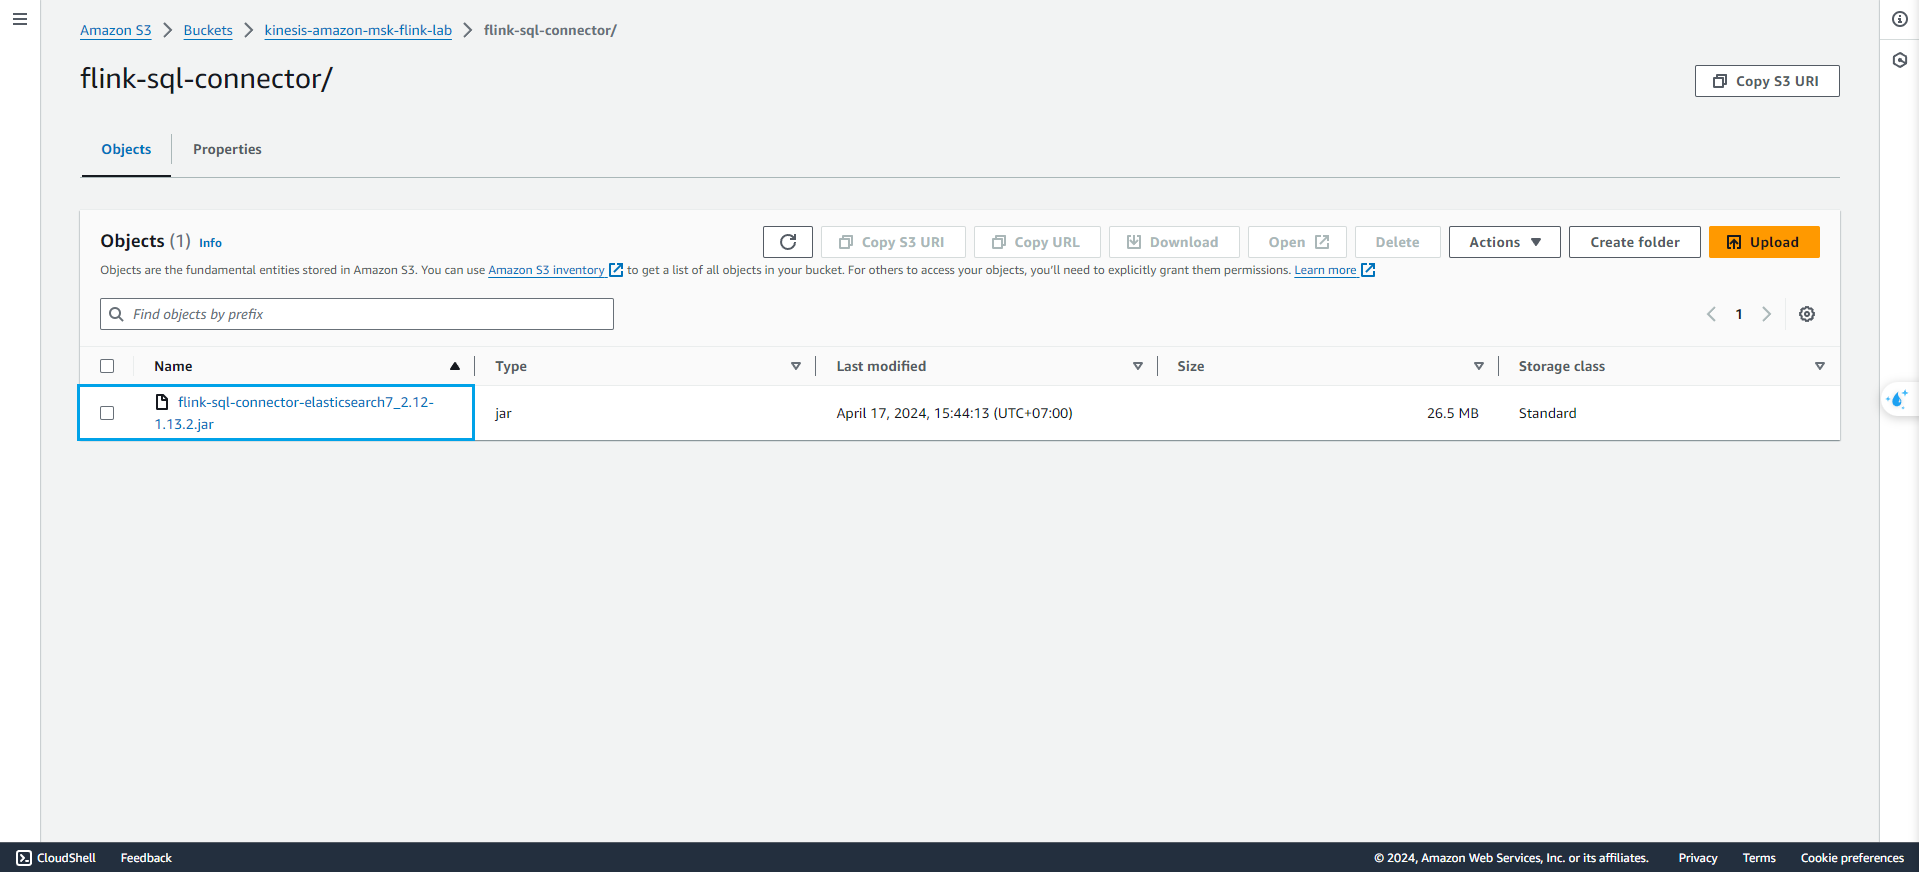 Amazon S3 > Buckets > kinesis-amazon-msk-flink-lab > flink-sql-connector/
flink-sql-connector/
Copy S3 URI
Objects Properties
Objects (1) Info
Copy S3 URI Copy URL Download Open Delete Actions Create folder Upload
Objects are the fundamental entities stored in Amazon S3. You can use Amazon S3 inventory to get a list of all objects in your bucket. For others to access your objects, you'll need to explicitly grant them permissions. Learn more
Find objects by prefix
1
Name Type Last modified Size Storage class
flink-sql-connector-elasticsearch7_2.12-
1.13.2.jar
jar April 17, 2024, 15:44:13 (UTC+07:00) 26.5 MB Standard
CloudShell Feedback © 2024, Amazon Web Services, Inc. or its affiliates. Privacy Terms Cookie preferences